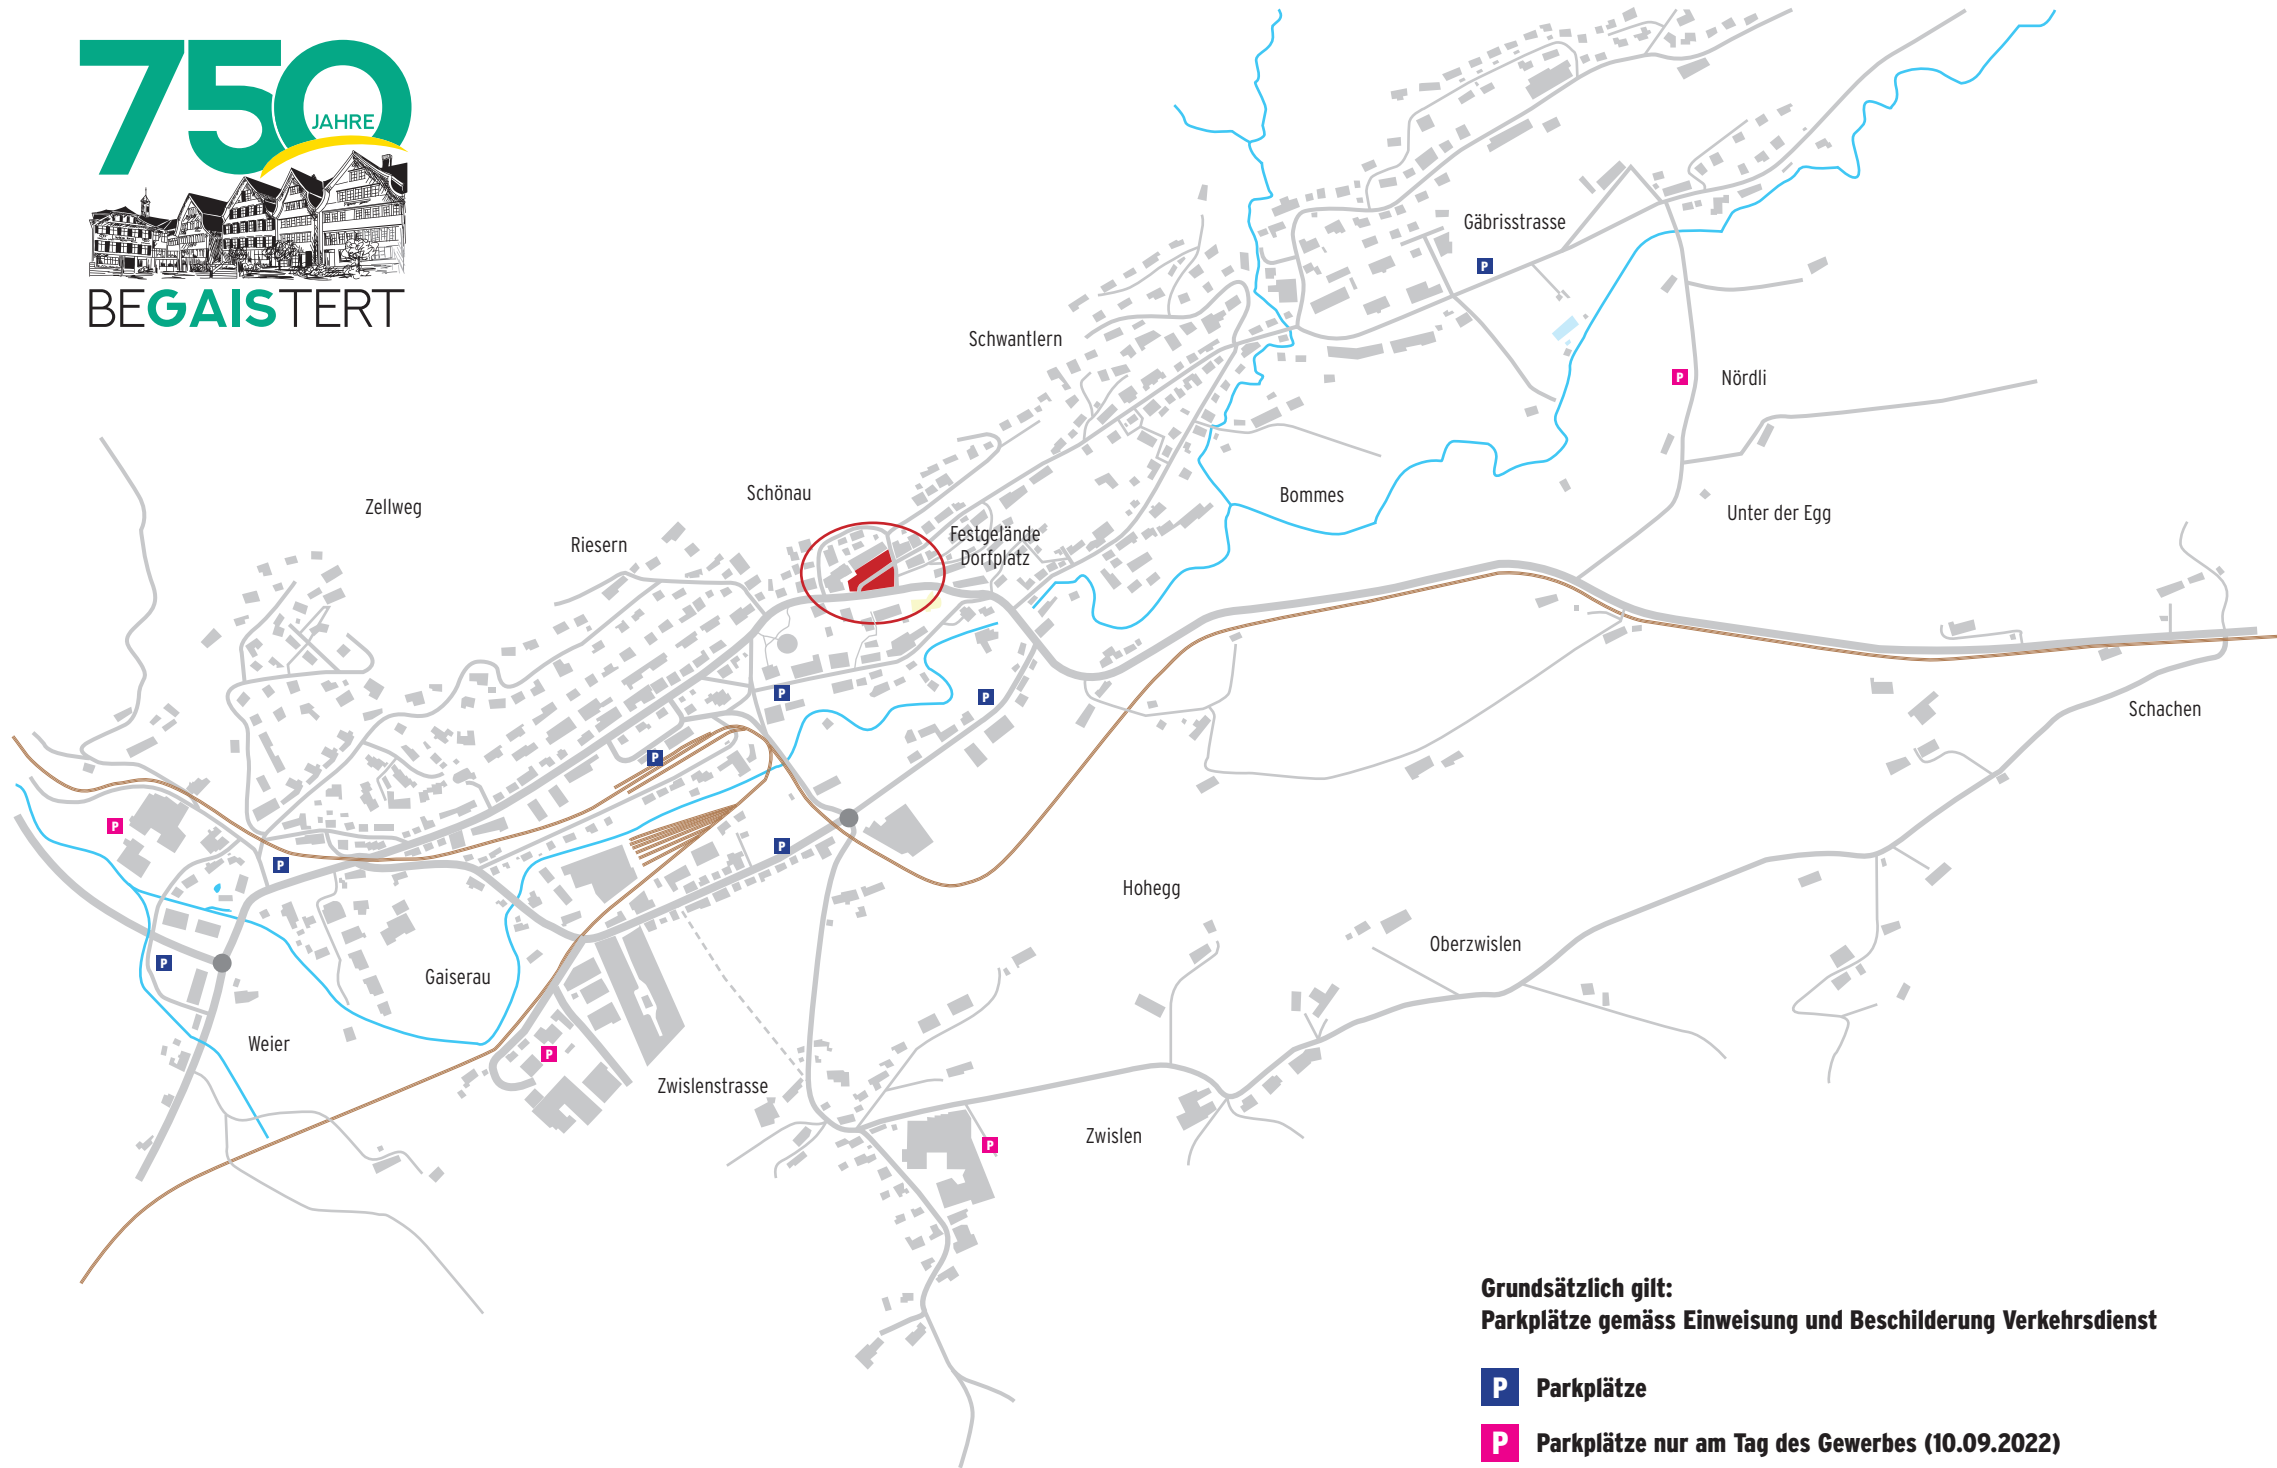 750
JAHRE
BEGAISTERT
Gäbrisstrasse
P
Schwantlern
P
Nördli
Schönau
Bommes
Zellweg
Unter der Egg
Riesern
Festgelände
Dorfplatz
P
P
Schachen
P
P
P
P
Hohegg
Oberzwislen
P
Gaiserau
Weier
P
Zwislenstrasse
Zwislen
P
Grundsätzlich gilt:
Parkplätze gemäss Einweisung und Beschilderung Verkehrsdienst
P Parkplätze
P Parkplätze nur am Tag des Gewerbes (10.09.2022)